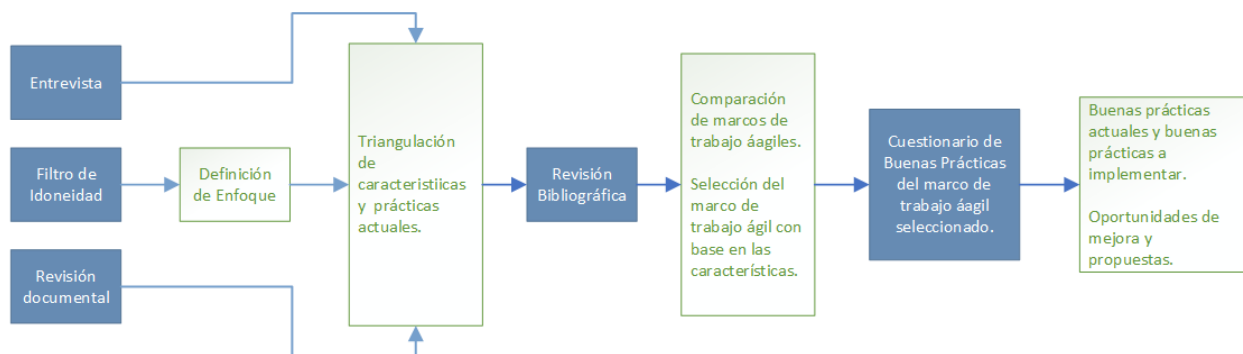 Entrevista
Filtro de
Idoneidad
Revisión
documental
Definición
de Enfoque
Triangulación
de
caracteristiicas
y prácticas
actuales.
Revisión
Bibliográfica
Comparación
de marcos de
trabajo áagiles.
Selección del
marco de
trabajo ágil con
base en las
características.
Cuestionario de
Buenas Prácticas
del marco de
trabajo áagil
seleccionado.
Buenas prácticas
actuales y buenas
prácticas a
implementar.
Oportunidades de
mejora y
propuestas.